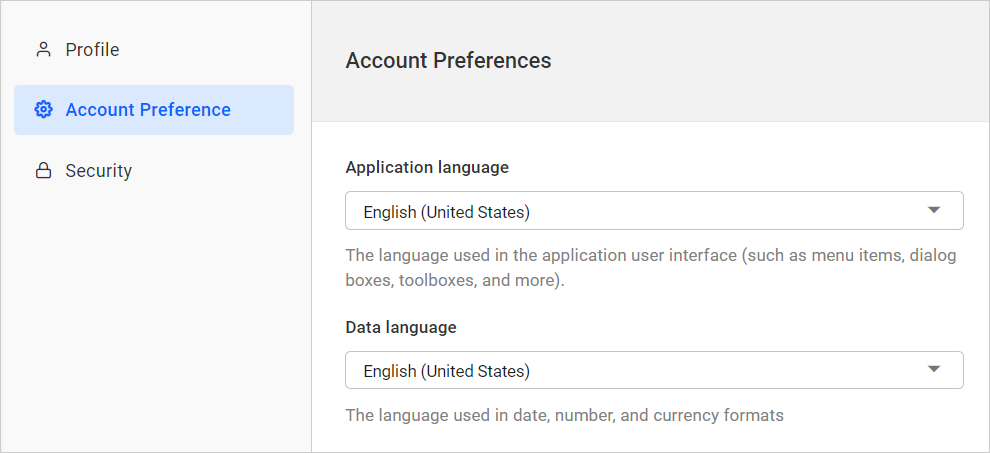 Profile
Account Preference
Security
Account Preferences
Application language
English (United States)
The language used in the application user interface (such as menu items, dialog
boxes, toolboxes, and more).
Data language
English (United States)
The language used in date, number, and currency formats